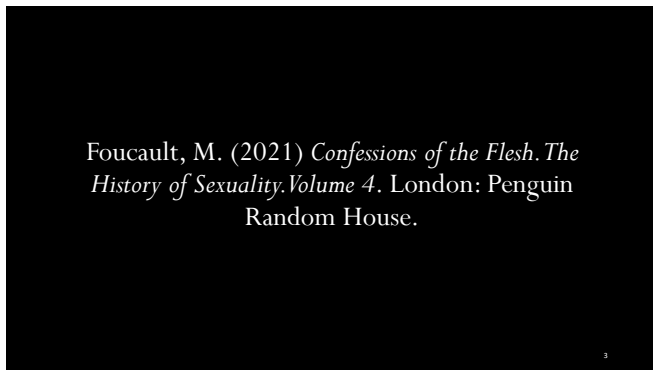 Foucault, M. (2021) Confessions of the Flesh. The
History of Sexuality. Volume 4. London: Penguin
Random House.
3